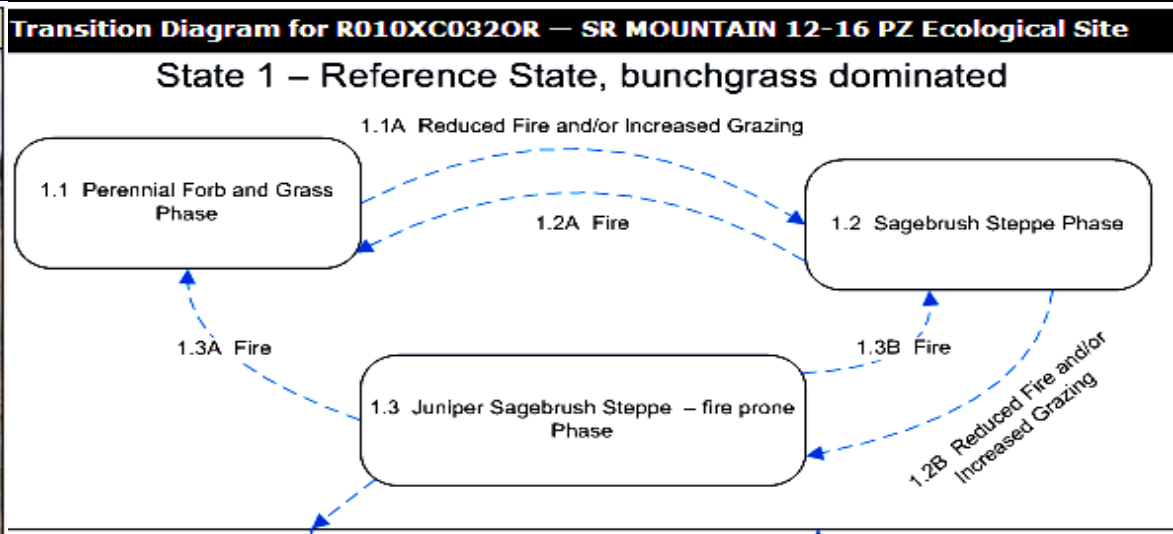 Transition Diagram for R010XC032OR — SR MOUNTAIN 12-16 PZ Ecological Site
State 1 – Reference State, bunchgrass dominated
1.1A Reduced Fire and/or Increased Grazing
1.1 Perennial Forb and Grass
Phase
1.2A Fire
1.2 Sagebrush Steppe Phase
1.3A Fire
1.3B Fire
1.3 Juniper Sagebrush Steppe – fire prone
Phase
1.2B Reduced Fire and/or
Increased Grazing